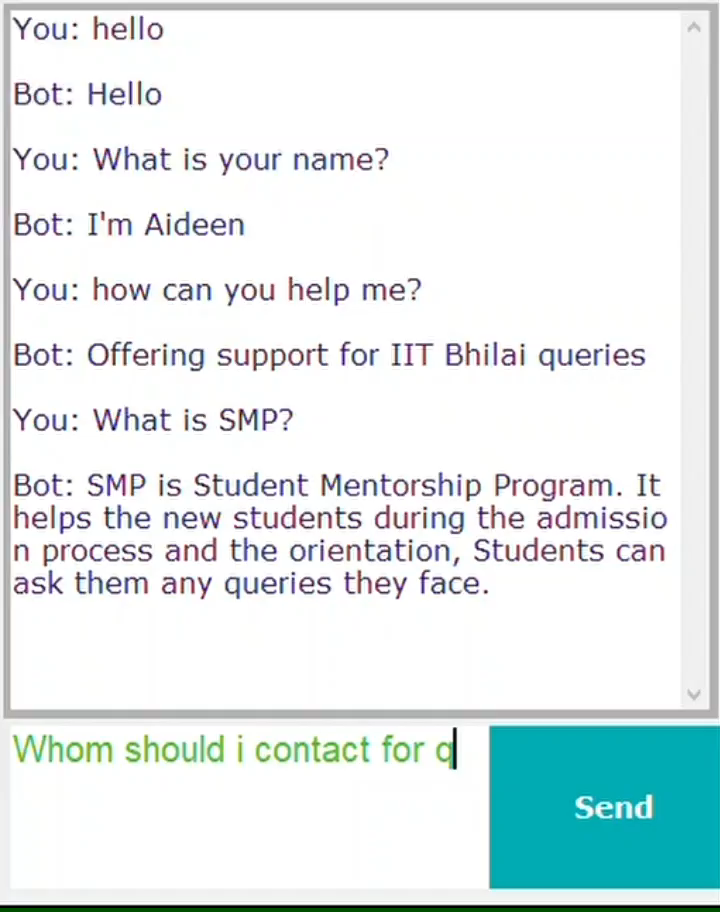 You: hello
Bot: Hello
You: What is your name?
Bot: I'm Aideen
You: how can you help me?
Bot: Offering support for IIT Bhilai queries
You: What is SMP?
Bot: SMP is Student Mentorship Program. It
helps the new students during the admissio
n process and the orientation, Students can
ask them any queries they face.
Whom should i contact for q
Send